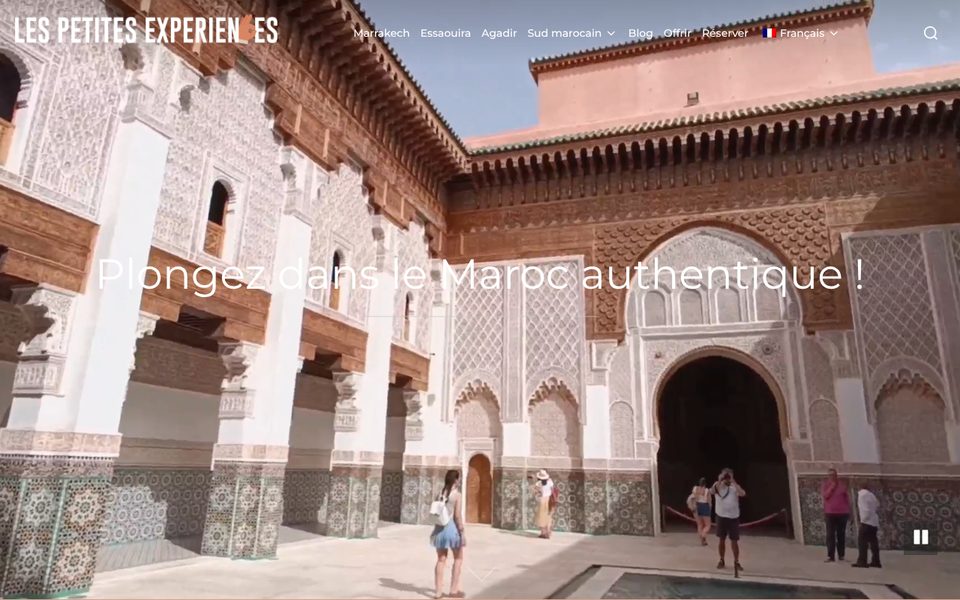 LES PETITES EXPERIENCES
Marrakech Essaouira Agadir Sud marocain Blog Offrir Réserver Français
Plongez dans le Maroc authentique !